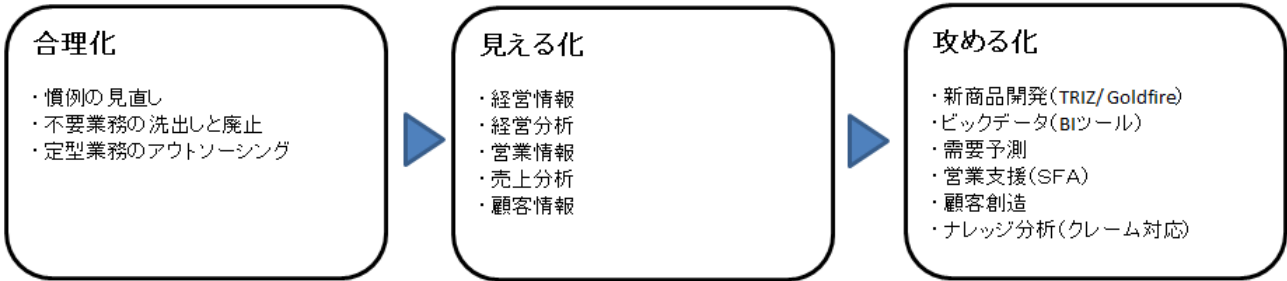 合理化
・慣例の見直し
・不要業務の洗出しと廃止
・定型業務のアウトソーシング
見える化
・経営情報
・経営分析
・営業情報
・売上分析
・顧客情報
攻める化
・新商品開発(TRIZ/Goldfire)
・ビックデータ(BIツール)
・需要予測
・営業支援(SFA)
・顧客創造
・ナレッジ分析(クレーム対応)